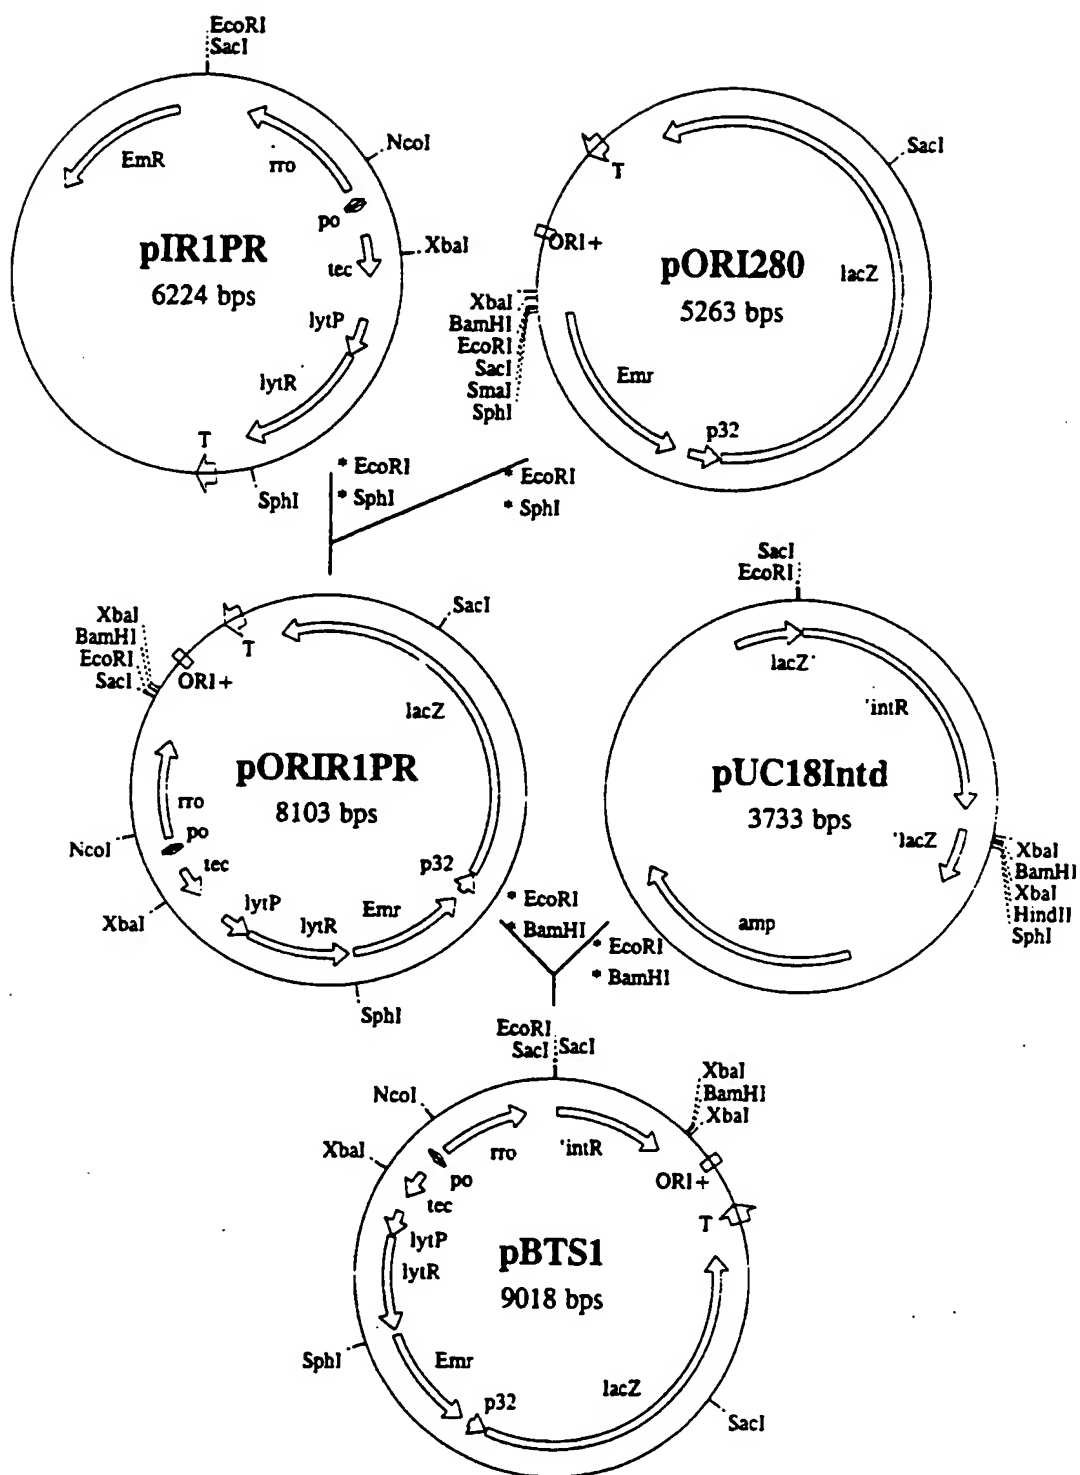 EcoRI
SacI
NcoI
XbaI
EmR
rro
po
tec
pIR1PR
6224 bps
lytP
lytR
T
SphI
SacI
T
ORI+
pORI280
5263 bps
lacZ
XbaI
BamHI
EcoRI
SacI
SmaI
SphI
Emr
p32
* EcoRI
* SphI
* EcoRI
* SphI
XbaI
BamHI
EcoRI
SacI
T
ORI+
SacI
lacZ
pORIR1PR
8103 bps
rro
po
NcoI
tec
XbaI
lytP
lytR
Emr
p32
SphI
SacI
EcoRI
lacZ'
'intR
pUC18Intd
3733 bps
'lacZ
amp
XbaI
BamHI
XbaI
HindII
SphI
* EcoRI
* BamHI
* EcoRI
* BamHI
EcoRI
SacI
SacI
NcoI
XbaI
XbaI
BamHI
XbaI
rro
'intR
po
ORI+
tec
T
lytP
lytR
pBTS1
9018 bps
SphI
Emr
p32
lacZ
SacI